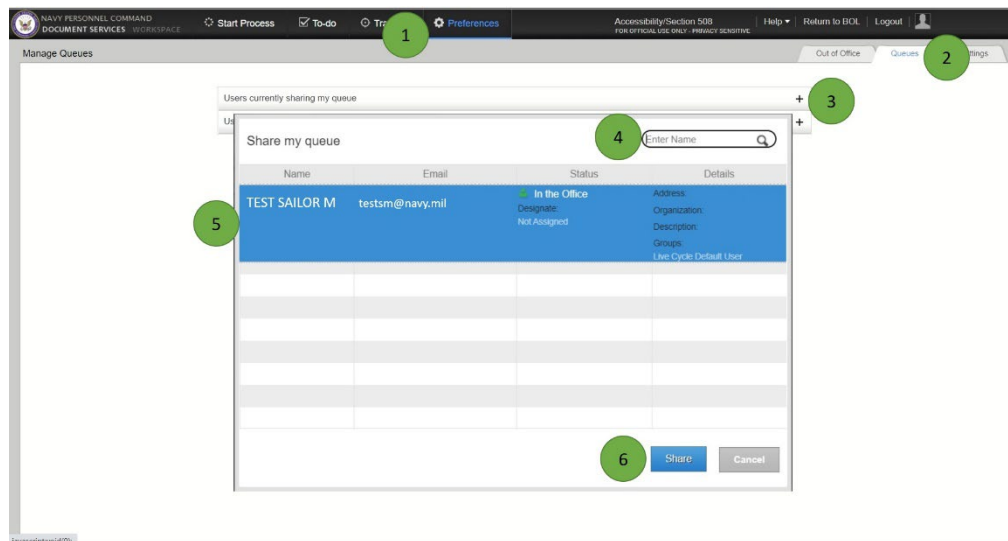 NAVY PERSONNEL COMMAND
DOCUMENT SERVICES WORKSPACE
Start Process
To-do
Preferences
Accessibility/Section 508
FOR OFFICIAL USE ONLY - PRIVACY SENSITIVE
Help
Return to BOL
Logout
1
Manage Queues
Out of Office
Queues
2
Users currently sharing my queue
+
3
+
Share my queue
4
Enter Name
Name
Email
Status
Details
5
TEST SAILOR M
testsm@navy.mil
In the Office
Designate:
Not Assigned
Address:
Organization:
Description:
Groups:
Live Cycle Default User
6
Share
Cancel